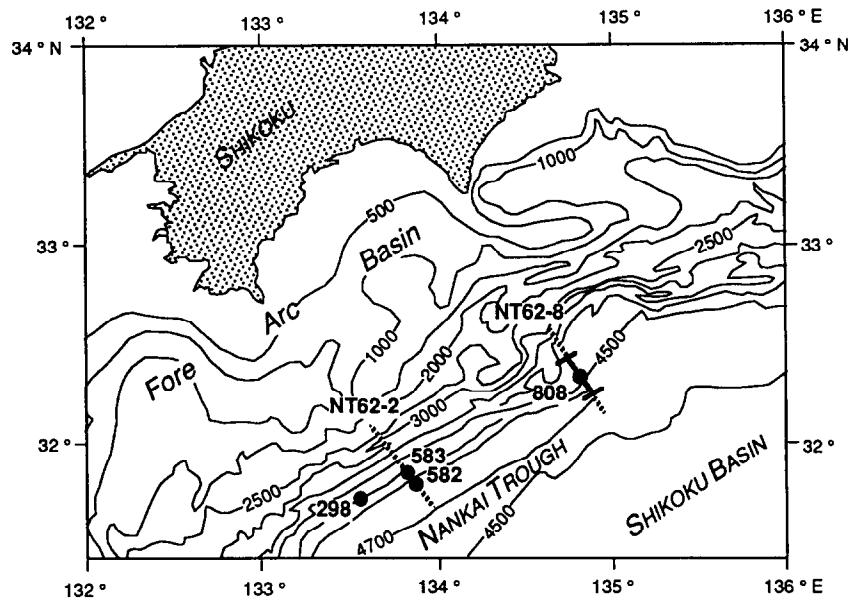 132 ° 133 ° 134 ° 135 ° 136 ° E
34 ° N 34 ° N
SHIKOKU
1000
500
33 ° 33 °
Basin
2500
Arc
NT62-8
1000
4500
2000
Fore
808
NT62-2
3000
32 ° 32 °
583
582
2500
298
NANKAI TROUGH
SHIKOKU BASIN
4700
4500
132 ° 133 ° 134 ° 135 ° 136 ° E